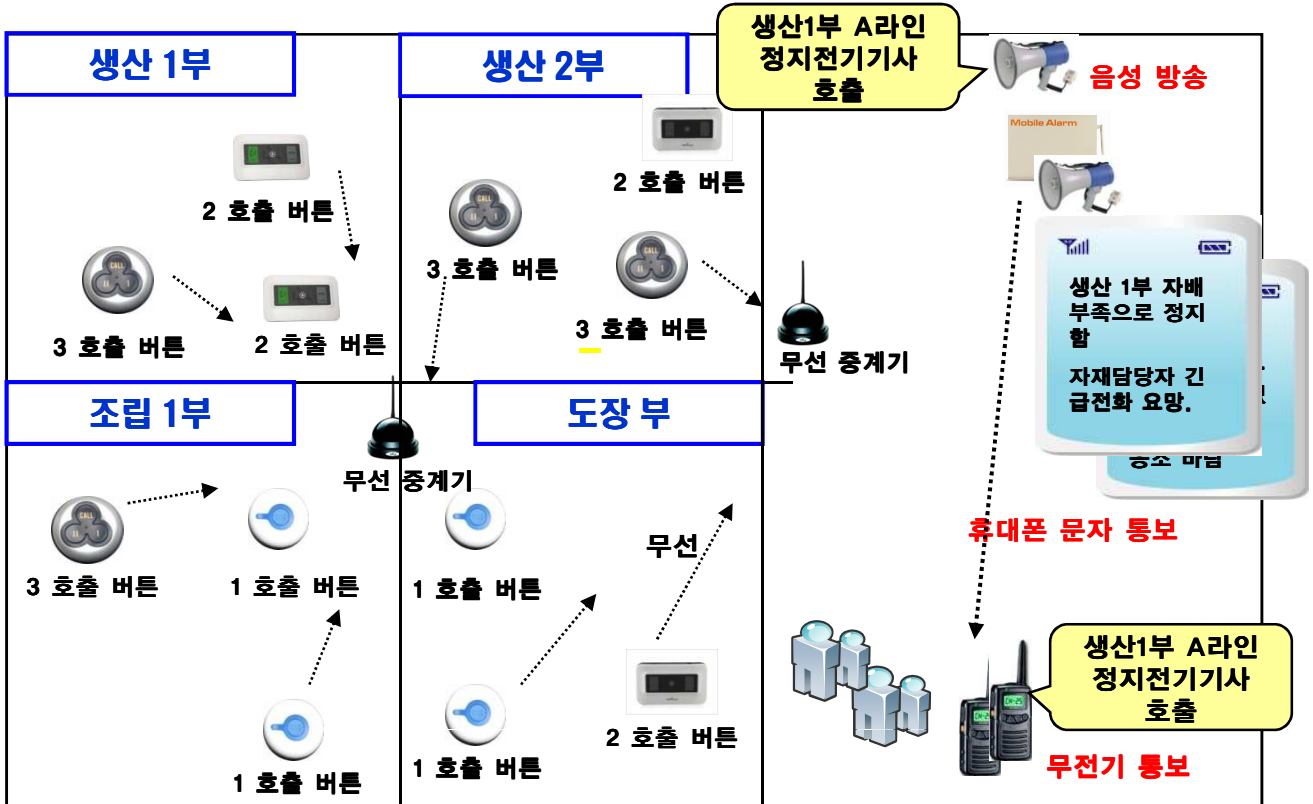 생산 1부
생산 2부
생산1부 A라인
정지전기기사
호출
음성 방송
Mobile Alarm
2 호출 버튼
3 호출 버튼
2 호출 버튼
2 호출 버튼
3 호출 버튼
3 호출 버튼
무선 중계기
생산 1부 자배
부족으로 정지
함
자재담당자 긴
급전화 요망.
휴대폰 문자 통보
조립 1부
도장 부
무선 중계기
3 호출 버튼
1 호출 버튼
1 호출 버튼
1 호출 버튼
무선
1 호출 버튼
2 호출 버튼
생산1부 A라인
정지전기기사
호출
무전기 통보